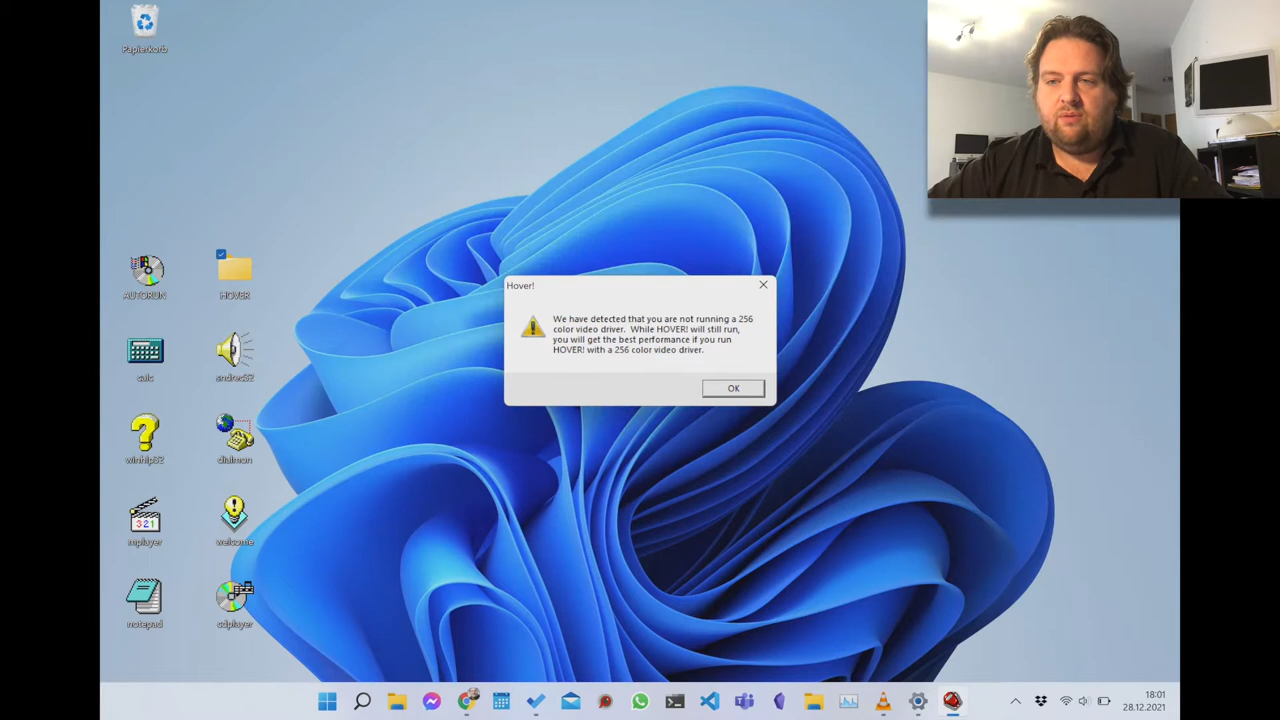 Papierkorb
AUTORUN
HOVER
calc
sndrec32
winhlp32
dialmon
mplayer
welcome
notepad
cdplayer
Hover!
We have detected that you are not running a 256
color video driver. While HOVER! will still run,
you will get the best performance if you run
HOVER! with a 256 color video driver.
OK
321
18:01
28.12.2021